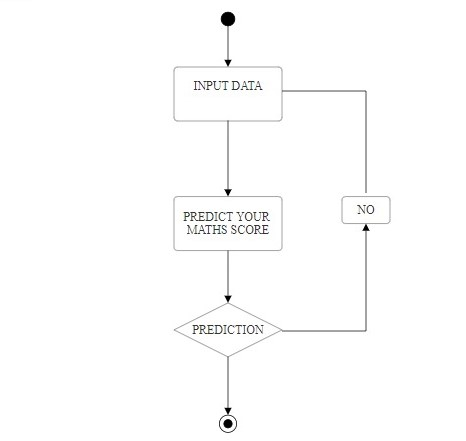 INPUT DATA
PREDICT YOUR
MATHS SCORE
NO
PREDICTION